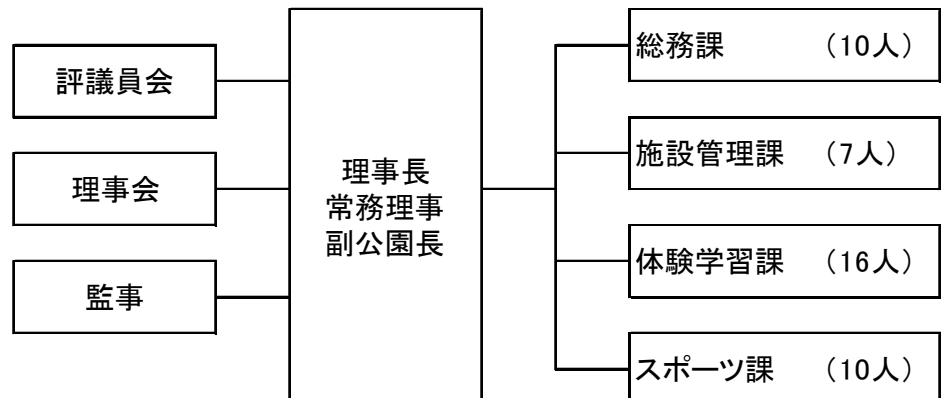 評議員会
理事会
監事
理事長
常務理事
副公園長
総務課 （10人）
施設管理課 （7人）
体験学習課 （16人）
スポーツ課 （10人）